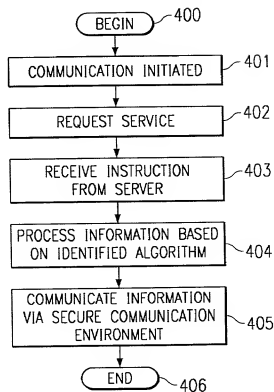 BEGIN
400
COMMUNICATION INITIATED
401
REQUEST SERVICE
402
RECEIVE INSTRUCTION
FROM SERVER
403
PROCESS INFORMATION BASED
ON IDENTIFIED ALGORITHM
404
COMMUNICATE INFORMATION
VIA SECURE COMMUNICATION
ENVIRONMENT
405
END
406